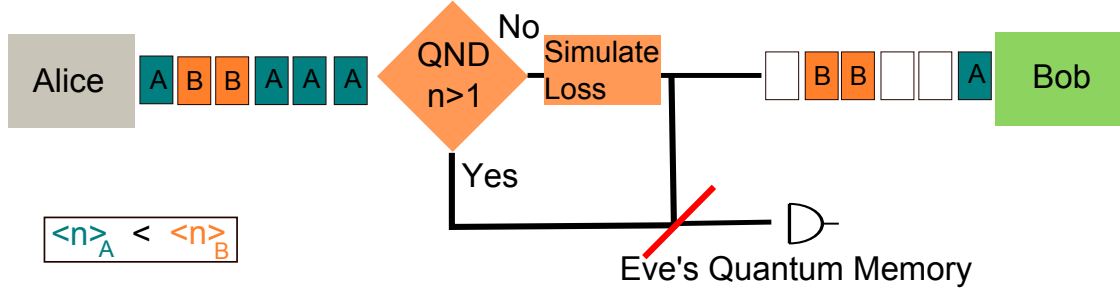 Alice
A B B A A A
QND
n>1
No
Simulate
Loss
B B A
Bob
Yes
<n>A < <n>B
Eve's Quantum Memory